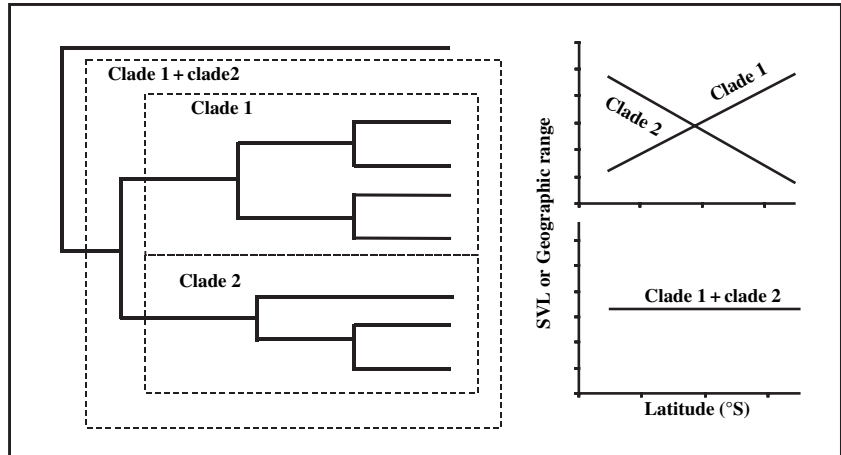 Clade 1 + clade2
Clade 1
Clade 2
SVL or Geographic range
Clade 1
Clade 2
Clade 1 + clade 2
Latitude (°S)